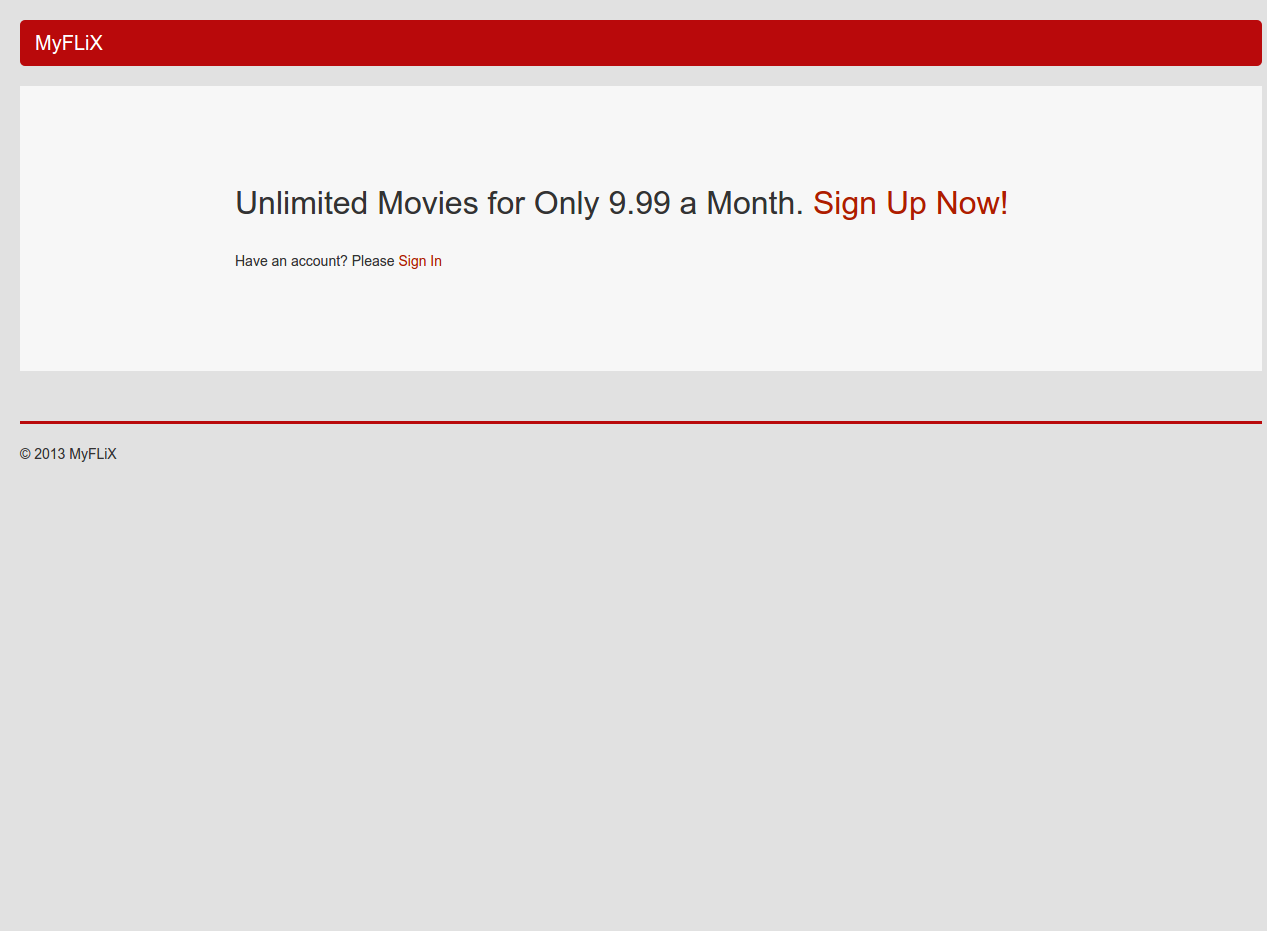 MyFLiX
Unlimited Movies for Only 9.99 a Month. Sign Up Now!
Have an account? Please Sign In
© 2013 MyFLiX